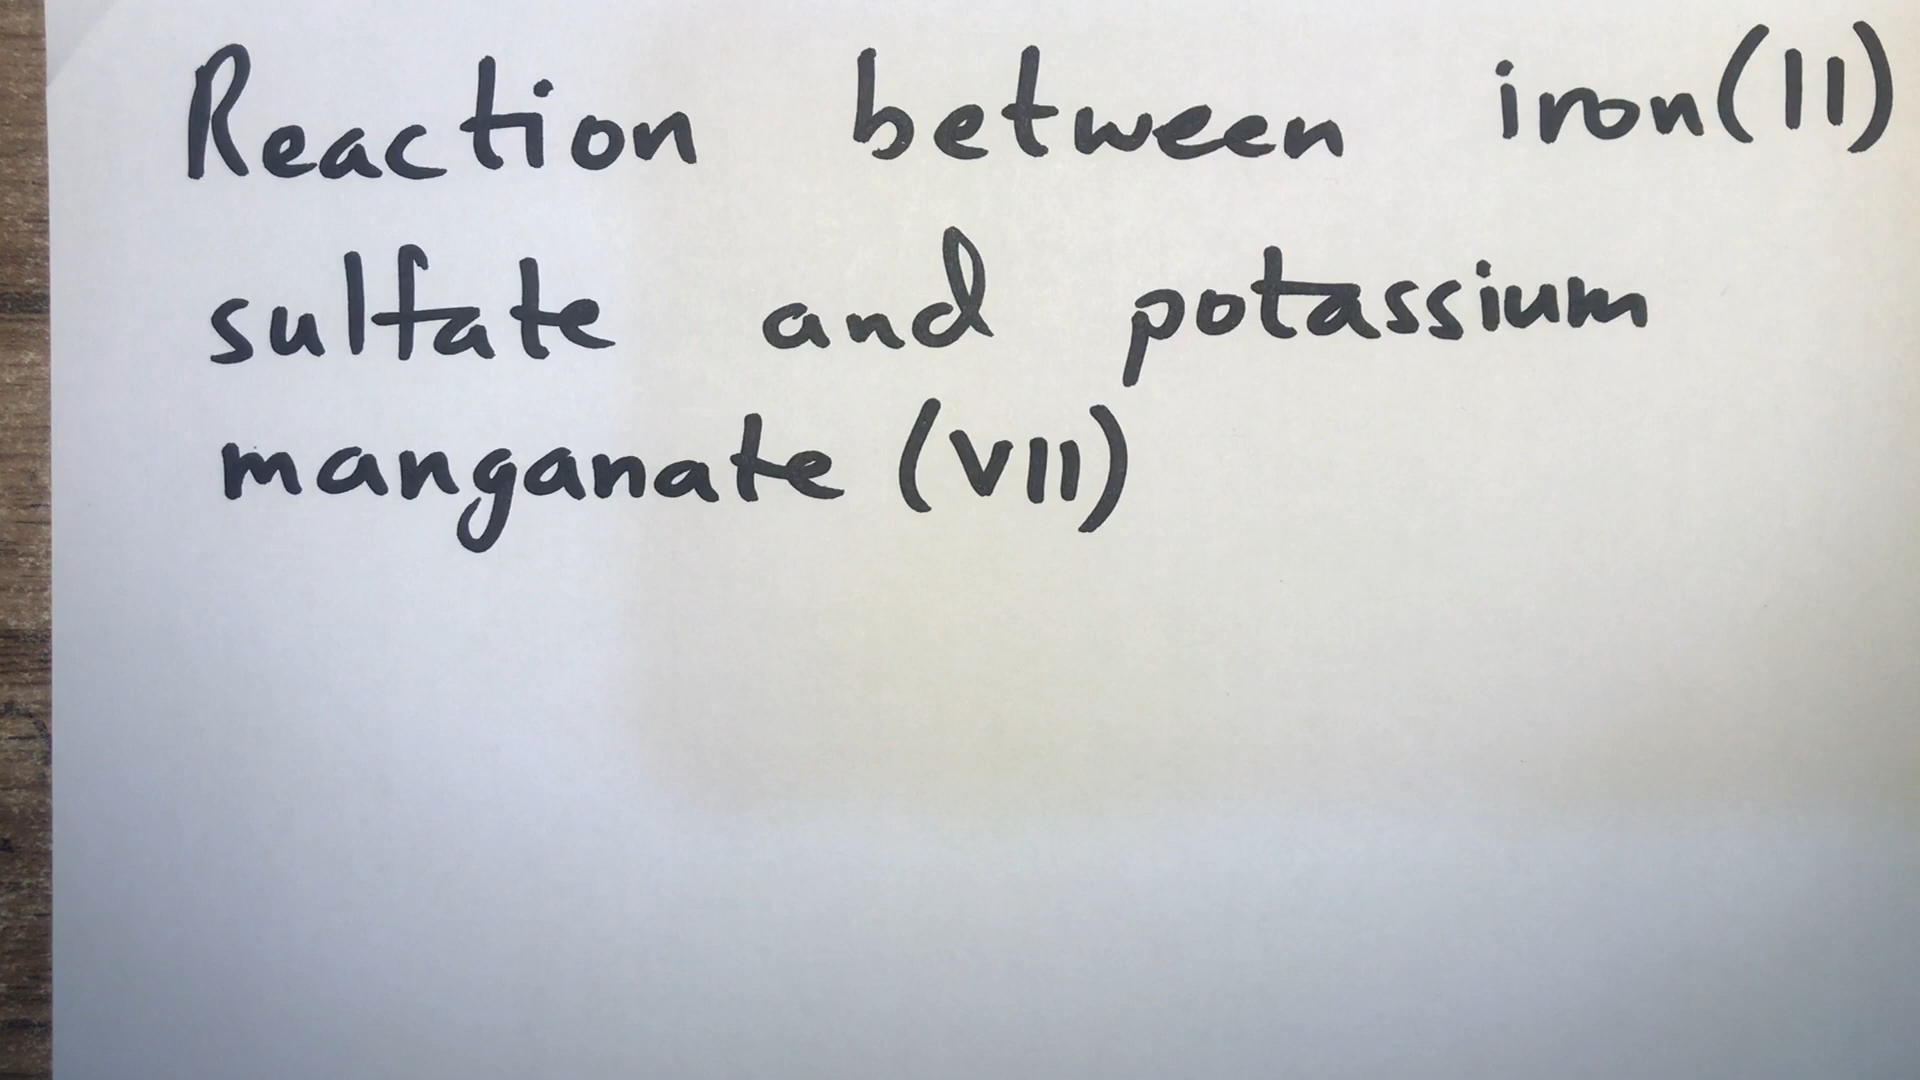 Reaction between iron(II)
sulfate and potassium
manganate (VII)